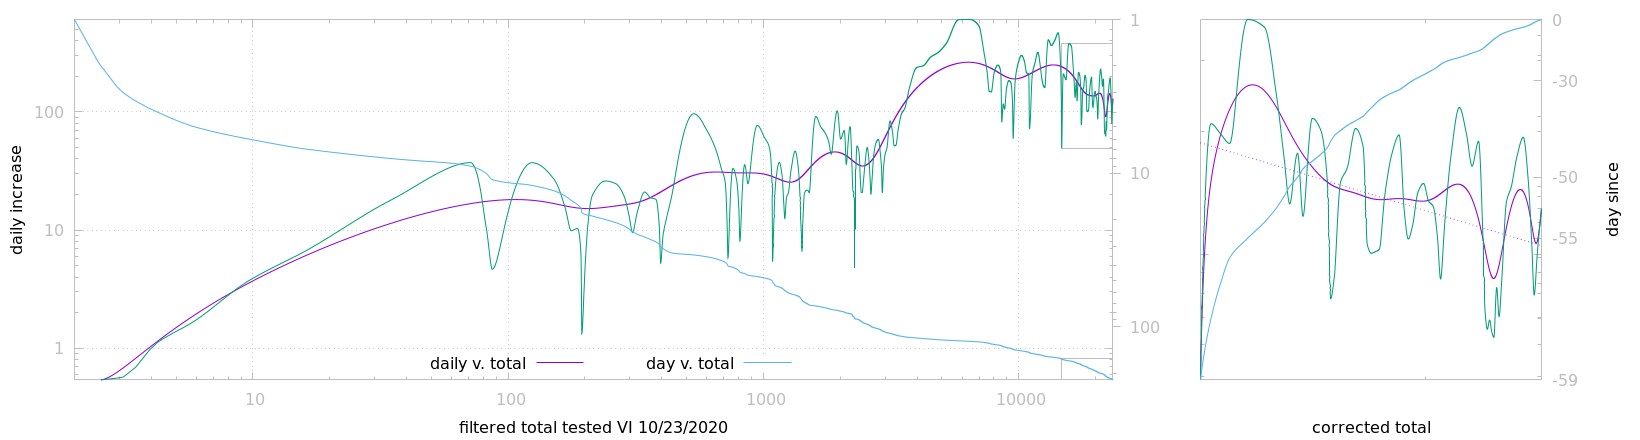 daily increase
100
10
1
10
100
1000
10000
1
10
100
daily v. total
day v. total
filtered total tested VI 10/23/2020
0
-30
-50
-55
-59
day since
corrected total